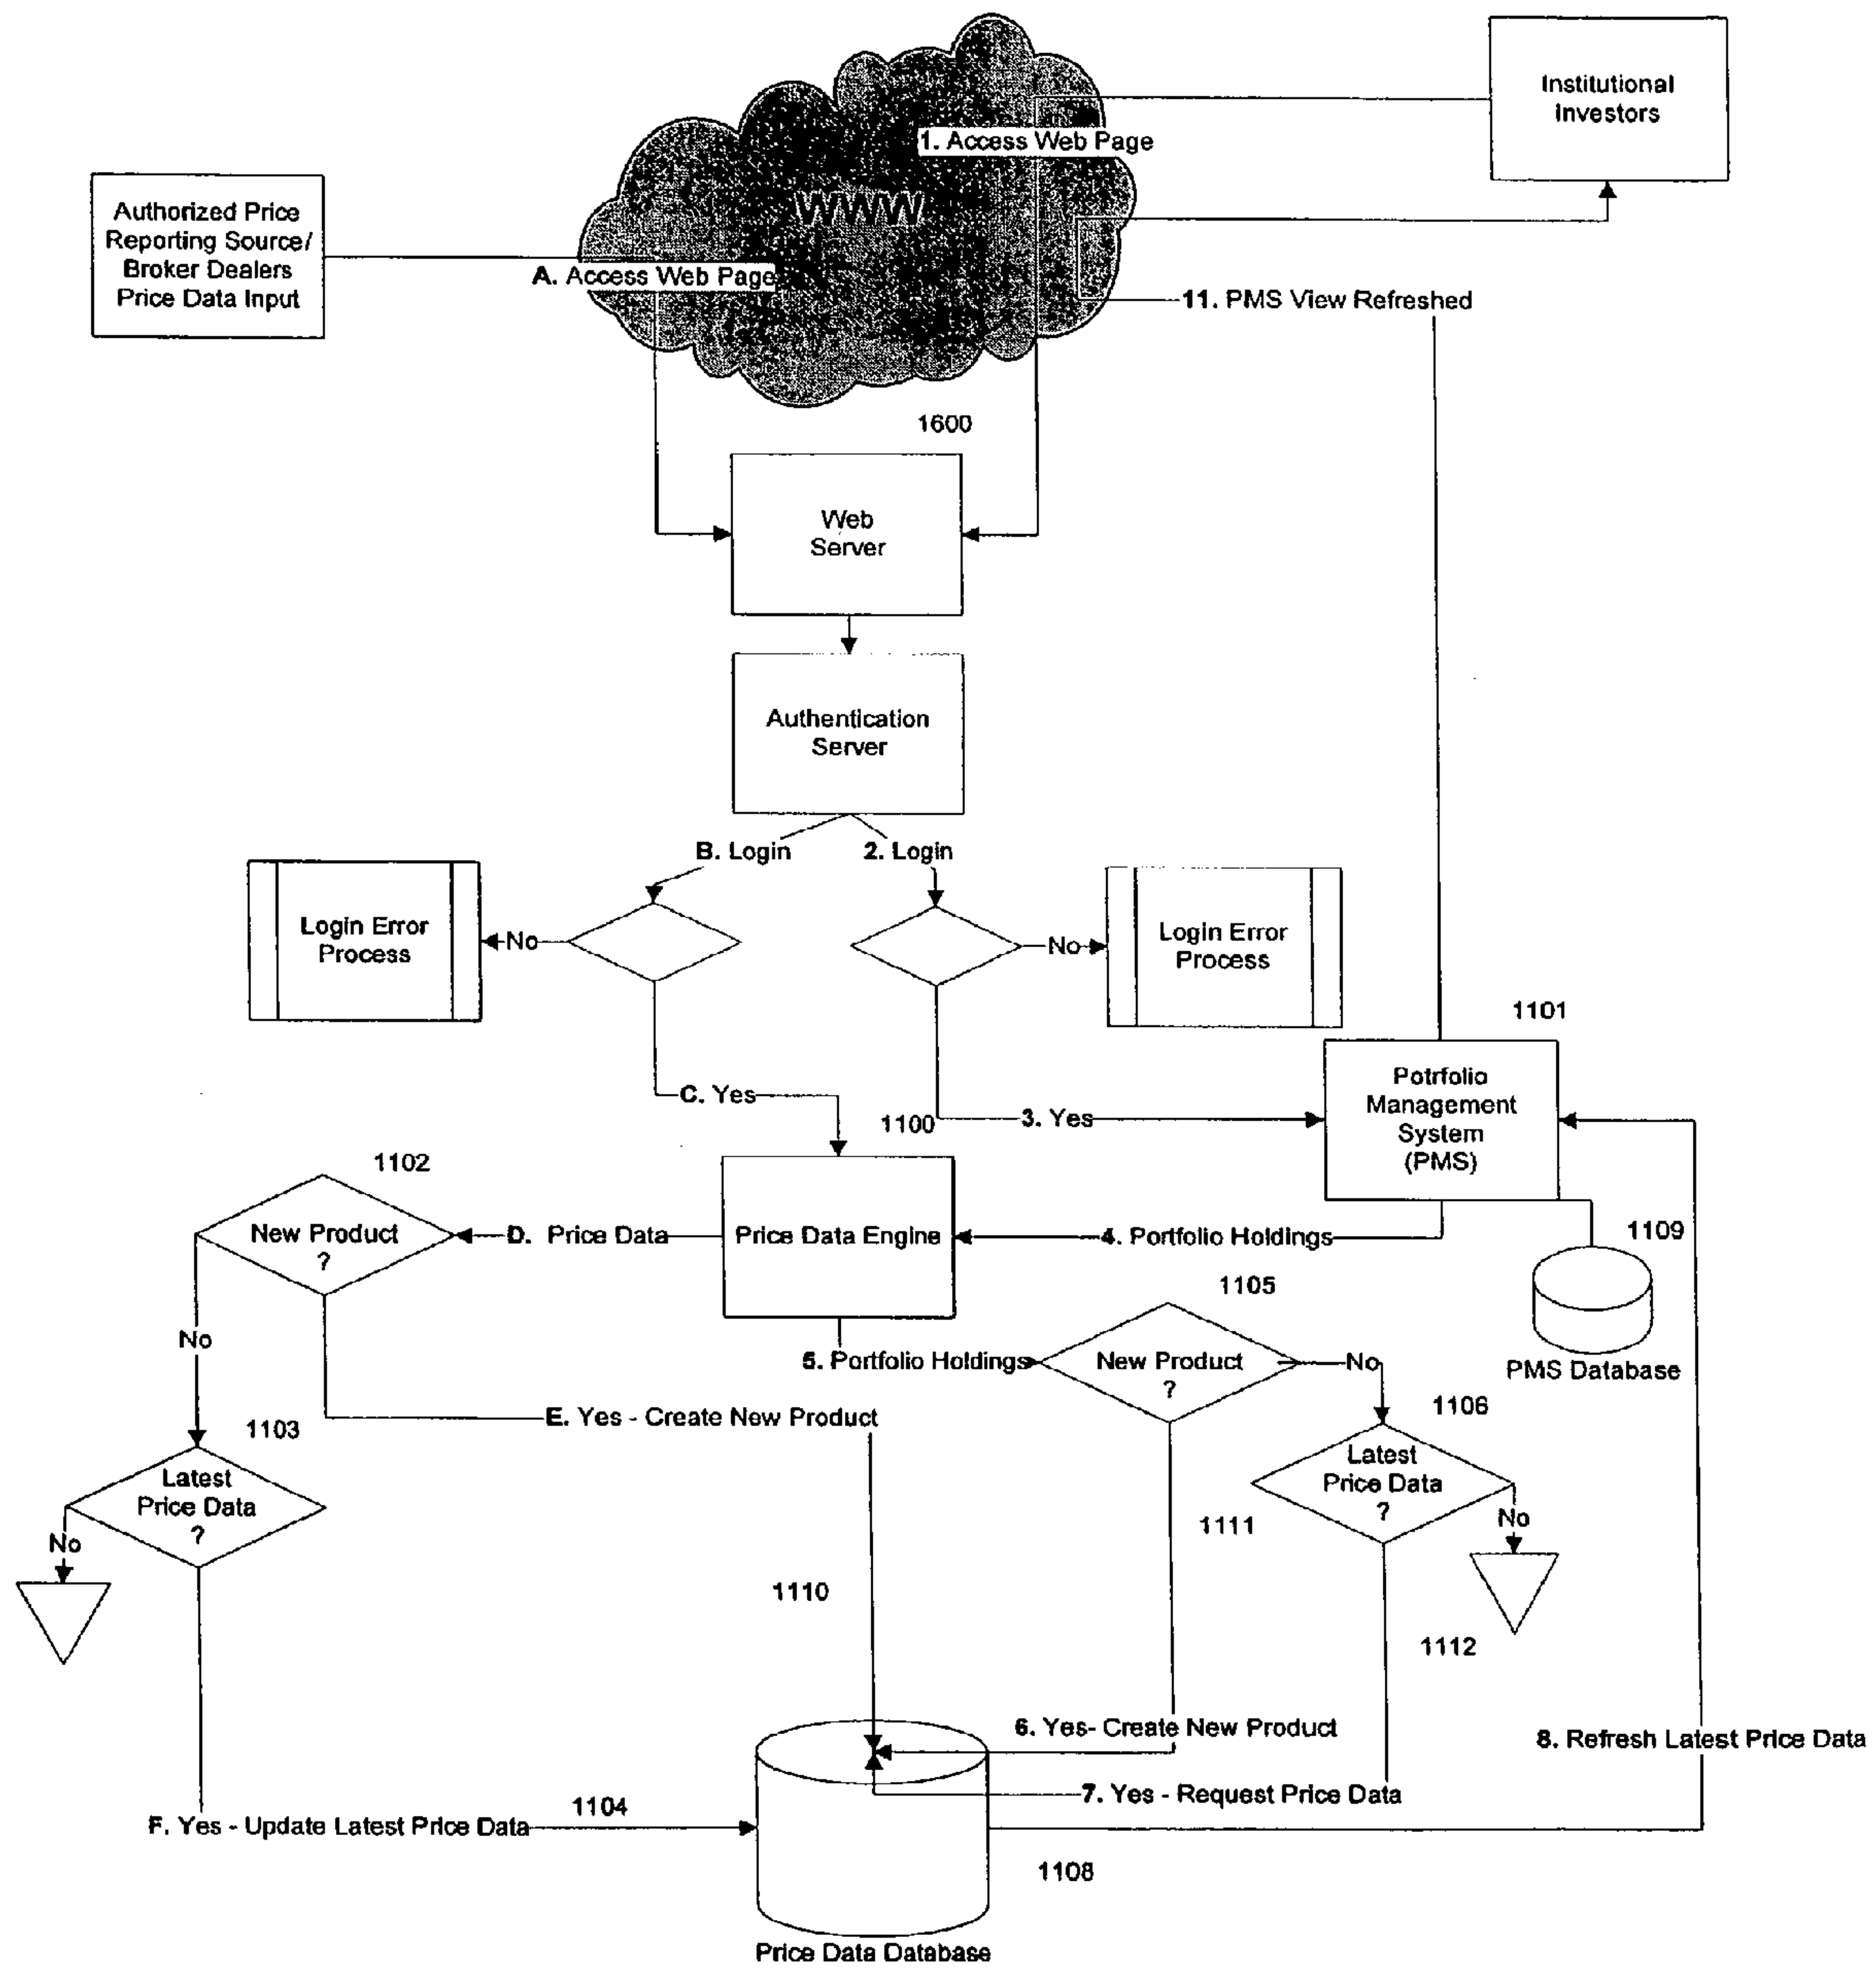 Institutional
Investors
1. Access Web Page
WWW
Authorized Price
Reporting Source/
Broker Dealers
Price Data Input
A. Access Web Page
11. PMS View Refreshed
1600
Web
Server
Authentication
Server
B. Login
2. Login
Login Error
Process
No
No
Login Error
Process
1101
Potrfolio
Management
System
(PMS)
C. Yes
1100
3. Yes
1102
New Product
?
D. Price Data
Price Data Engine
4. Portfolio Holdings
1109
1105
No
5. Portfolio Holdings
New Product
?
No
PMS Database
E. Yes - Create New Product
1106
1103
Latest
Price Data
?
Latest
Price Data
?
No
No
1111
1110
1112
6. Yes- Create New Product
8. Refresh Latest Price Data
7. Yes - Request Price Data
1104
F. Yes - Update Latest Price Data
1108
Price Data Database